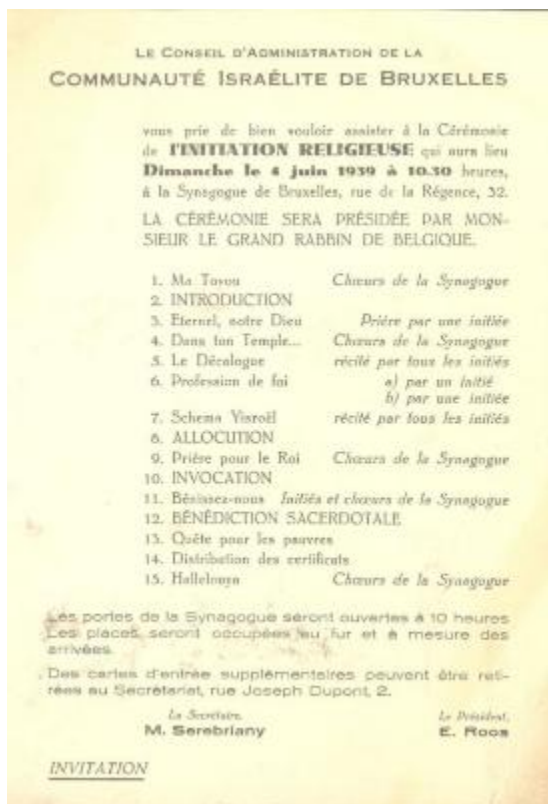 LE CONSEIL D'ADMINISTRATION DE LA
COMMUNAUTÉ ISRAÉLITE DE BRUXELLES
vous prie de bien vouloir assister à la Cérémonie
de l'INITIATION RELIGIEUSE qui aura lieu
Dimanche le 4 juin 1939 à 10.30 heures,
à la Synagogue de Bruxelles, rue de la Régence, 32.
LA CÉRÉMONIE SERA PRÉSIDÉE PAR MON-
SIEUR LE GRAND RABBIN DE BELGIQUE.
1. Ma Tovou Chœurs de la Synagogue
2. INTRODUCTION
3. Eternel, notre Dieu Prière par une initiée
4. Dans ton Temple... Chœurs de la Synagogue
5. Le Décalogue récité par tous les initiés
6. Profession de foi a) par un initié
b) par une initiée
7. Schema Yisroël récité par tous les initiés
8. ALLOCUTION
9. Prière pour le Roi Chœurs de la Synagogue
10. INVOCATION
11. Bénissez-nous Initiés et chœurs de la Synagogue
12. BÉNÉDICTION SACERDOTALE
13. Quête pour les pauvres
14. Distribution des certificats
15. Hallelouya Chœurs de la Synagogue
Les portes de la Synagogue seront ouvertes à 10 heures
Les places seront occupées au fur et à mesure des
arrivées.
Des cartes d'entrée supplémentaires peuvent être reti-
rées au Secrétariat, rue Joseph Dupont, 2.
Le Secrétaire, Le Président,
M. Serebriany E. Roos
INVITATION